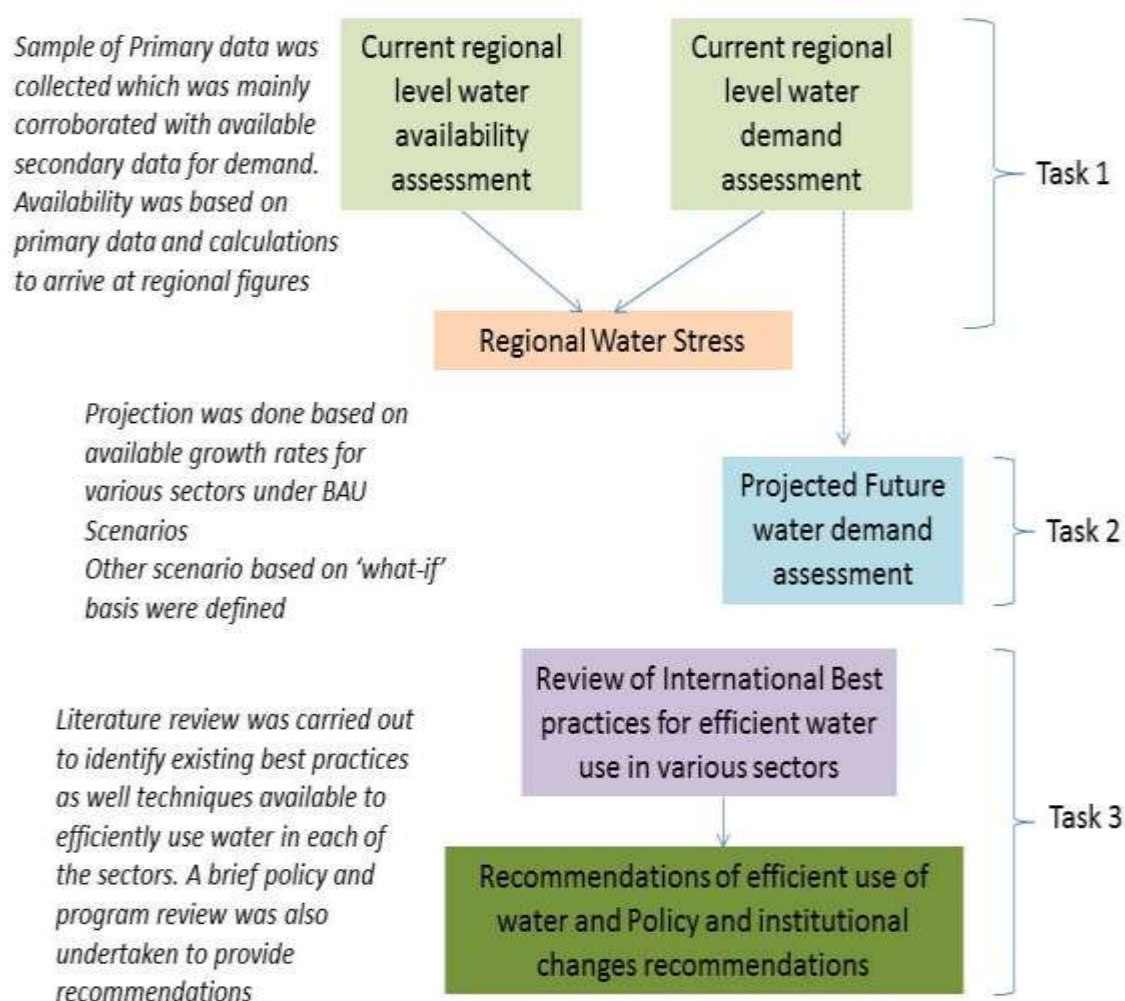 Sample of Primary data was
collected which was mainly
corroborated with available
secondary data for demand.
Availability was based on
primary data and calculations
to arrive at regional figures
Current regional
level water
availability
assessment
Current regional
level water
demand
assessment
Task 1
Regional Water Stress
Projection was done based on
available growth rates for
various sectors under BAU
Scenarios
Other scenario based on ‘what-if’
basis were defined
Projected Future
water demand
assessment
Task 2
Literature review was carried out
to identify existing best practices
as well techniques available to
efficiently use water in each of
the sectors. A brief policy and
program review was also
undertaken to provide
recommendations
Review of International Best
practices for efficient water
use in various sectors
Task 3
Recommendations of efficient use of
water and Policy and institutional
changes recommendations